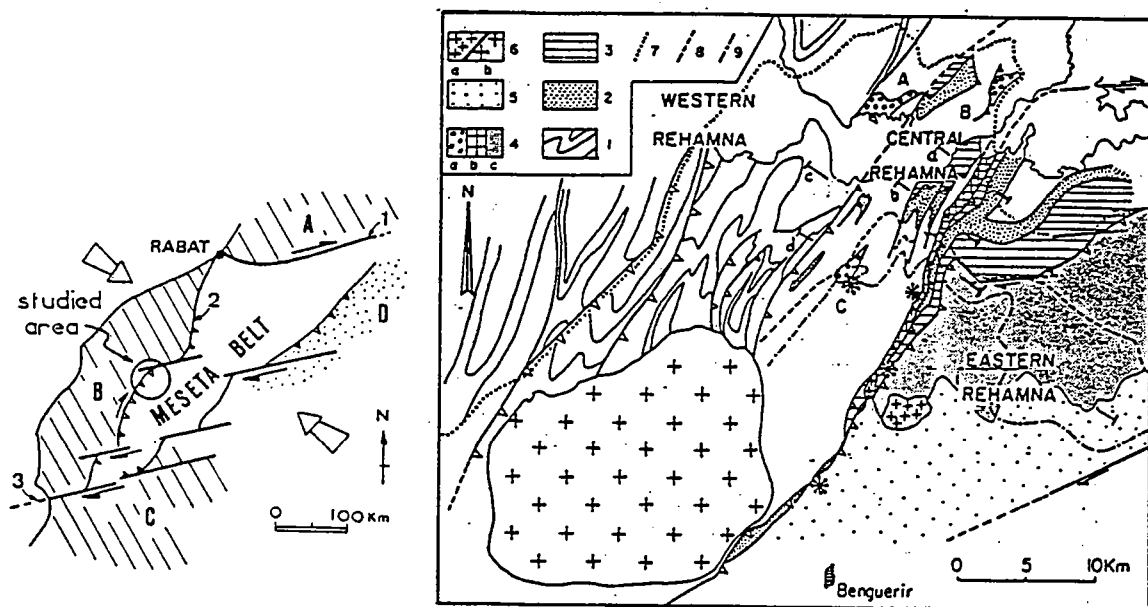 A
1
RABAT
studied
area
2
D
B
MESETA BELT
N
3
C
0 100Km
6 3 7 8 9
a b
5 2
4 1
a b c
WESTERN
REHAMNA
A
B
CENTRAL
REHAMNA
a
b
c
d
N
C
EASTERN
REHAMNA
Benguerir
0 5 10Km